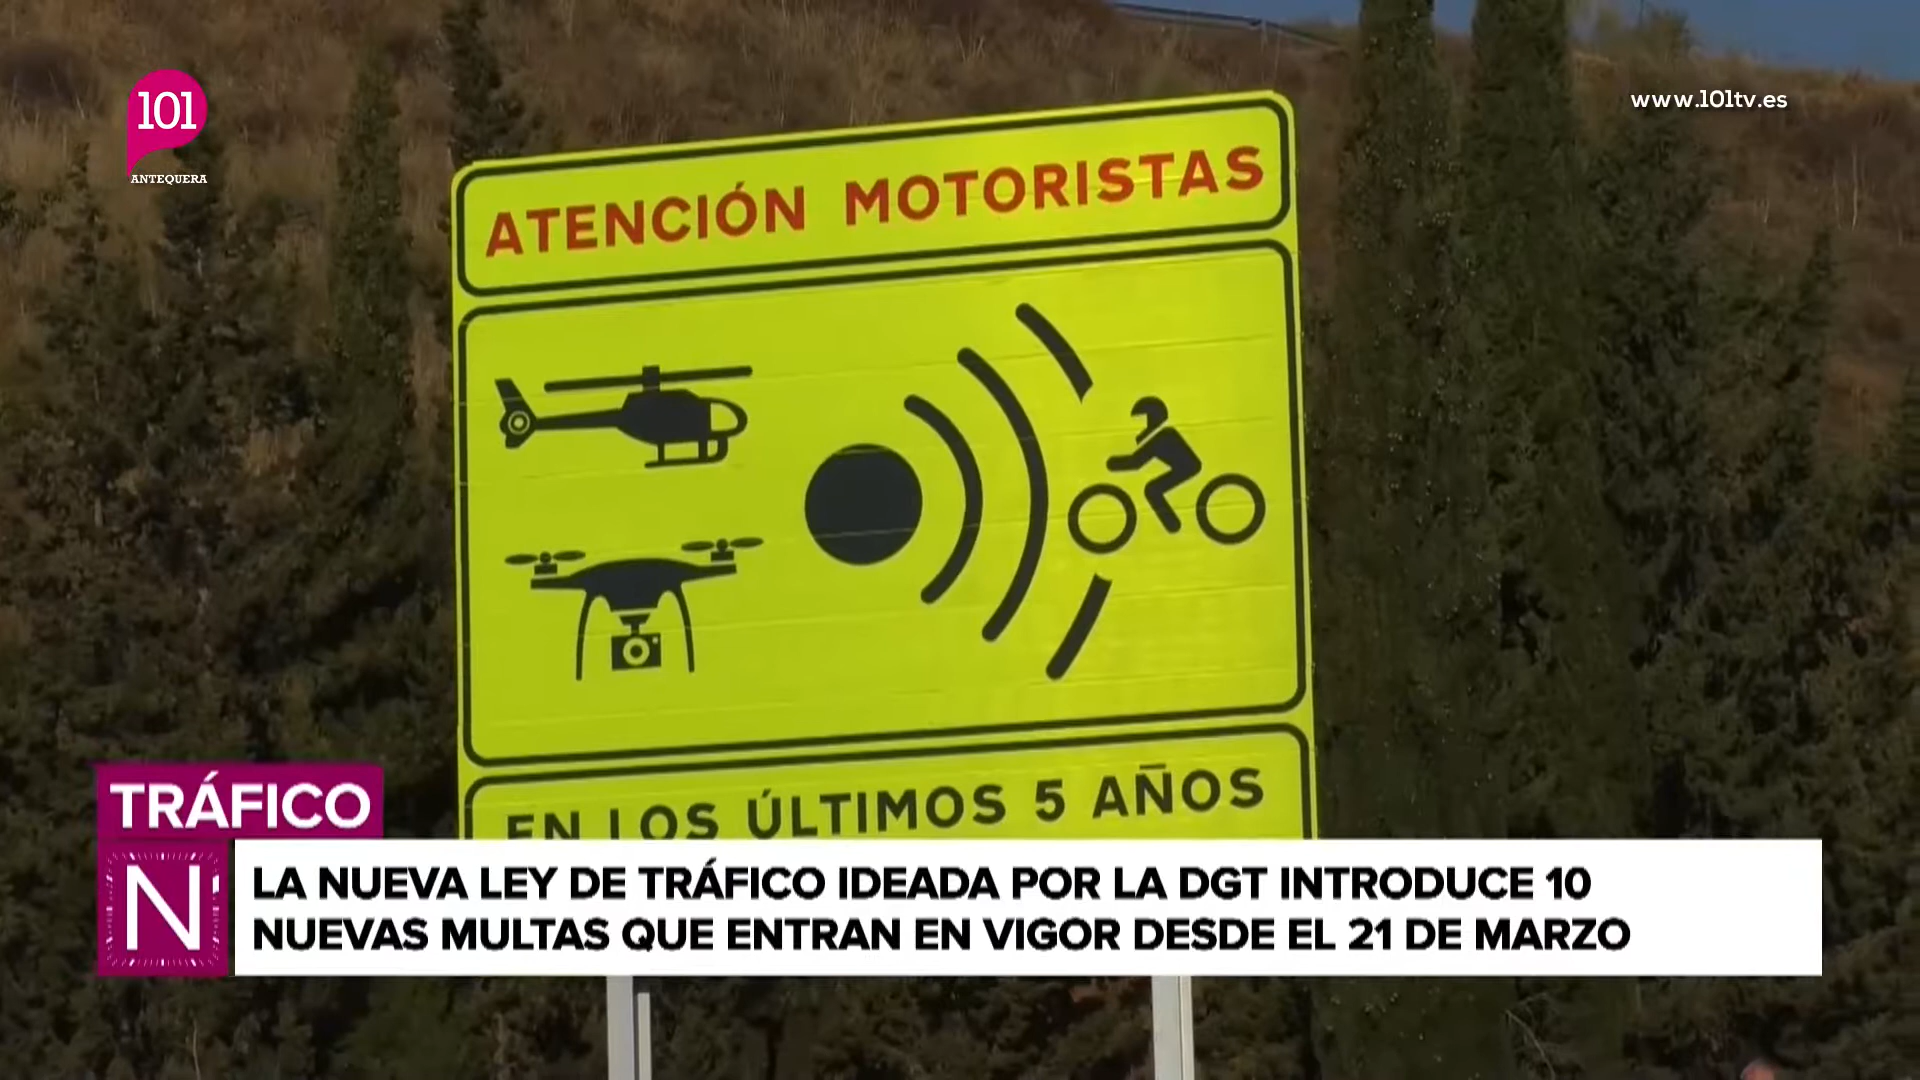 101
ANTEQUERA
www.101tv.es
ATENCIÓN MOTORISTAS
EN LOS ÚLTIMOS 5 AÑOS
TRÁFICO
N
LA NUEVA LEY DE TRÁFICO IDEADA POR LA DGT INTRODUCE 10
NUEVAS MULTAS QUE ENTRAN EN VIGOR DESDE EL 21 DE MARZO